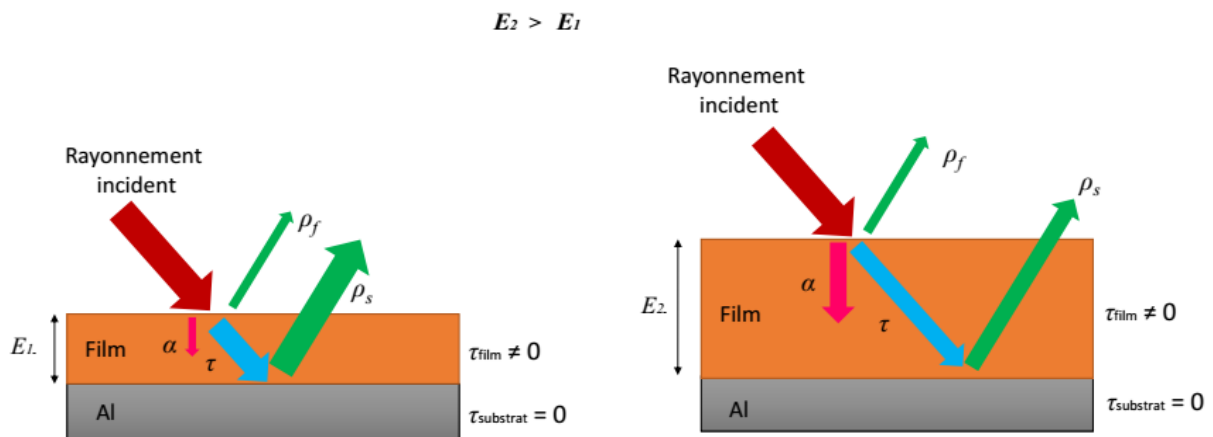 E2 > E1
Rayonnement
incident
ρf
ρs
E1.
Film
α
τ
τfilm ≠ 0
Al
τsubstrat = 0
Rayonnement
incident
ρf
ρs
E2.
α
τ
Film
τfilm ≠ 0
Al
τsubstrat = 0